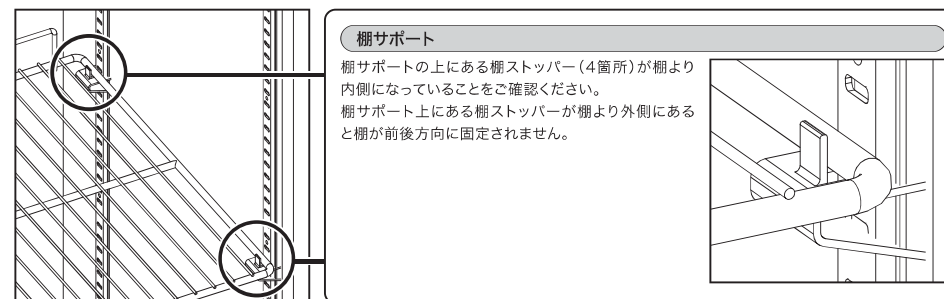 棚サポート
棚サポートの上にある棚ストッパー（4箇所）が棚より
内側になっていることをご確認ください。
棚サポート上にある棚ストッパーが棚より外側にある
と棚が前後方向に固定されません。